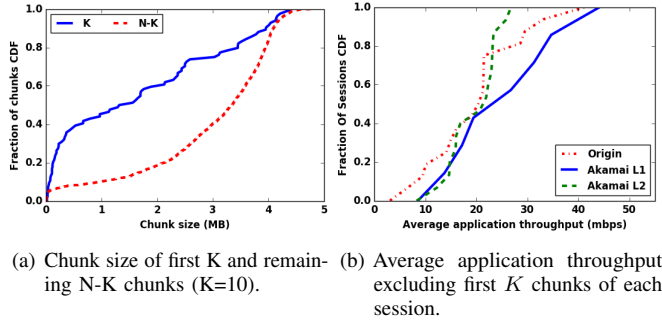 Fraction of chunks CDF
1.0
0.8
0.6
0.4
0.2
0.0
K N-K
0 1 2 3 4 5
Chunk size (MB)
(a) Chunk size of first K and remain-
ing N-K chunks (K=10).
Fraction Of Sessions CDF
1.0
0.8
0.6
0.4
0.2
0.0
Origin
Akamai L1
Akamai L2
0 10 20 30 40 50
Average application throughput (mbps)
(b) Average application throughput
excluding first K chunks of each
session.